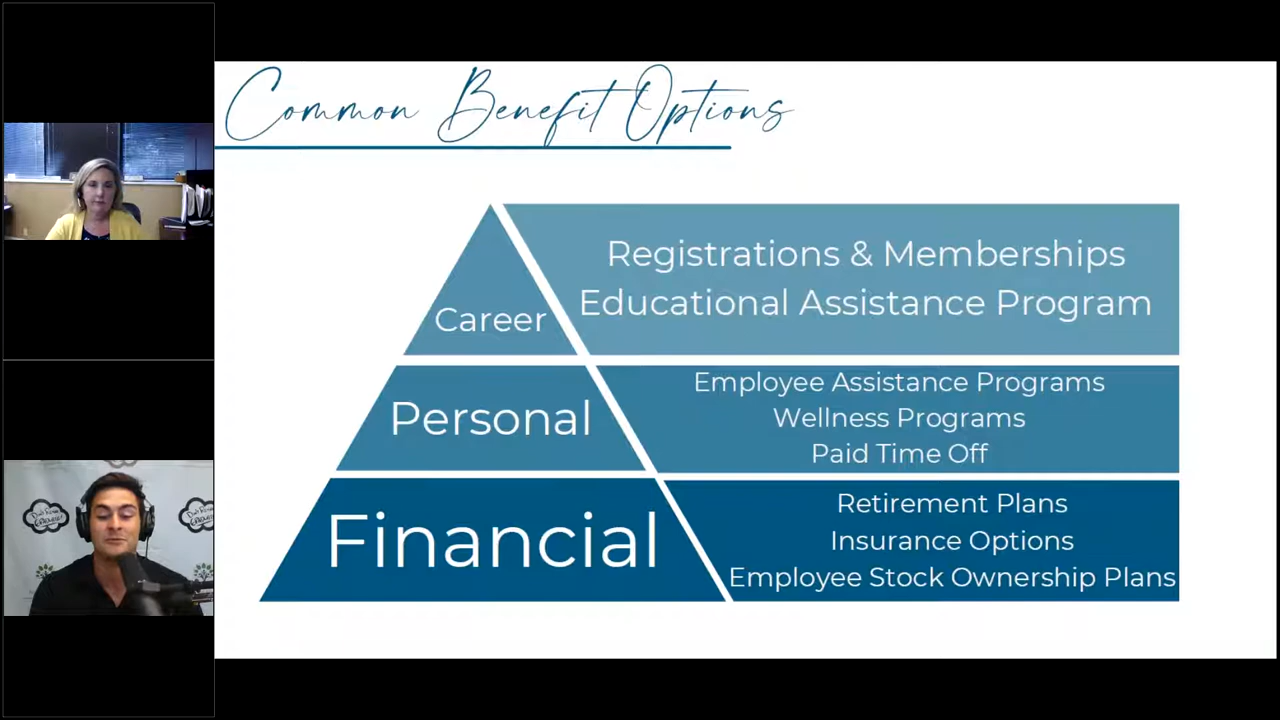 Common Benefit Options
Career
Registrations & Memberships
Educational Assistance Program
Personal
Employee Assistance Programs
Wellness Programs
Paid Time Off
Financial
Retirement Plans
Insurance Options
Employee Stock Ownership Plans